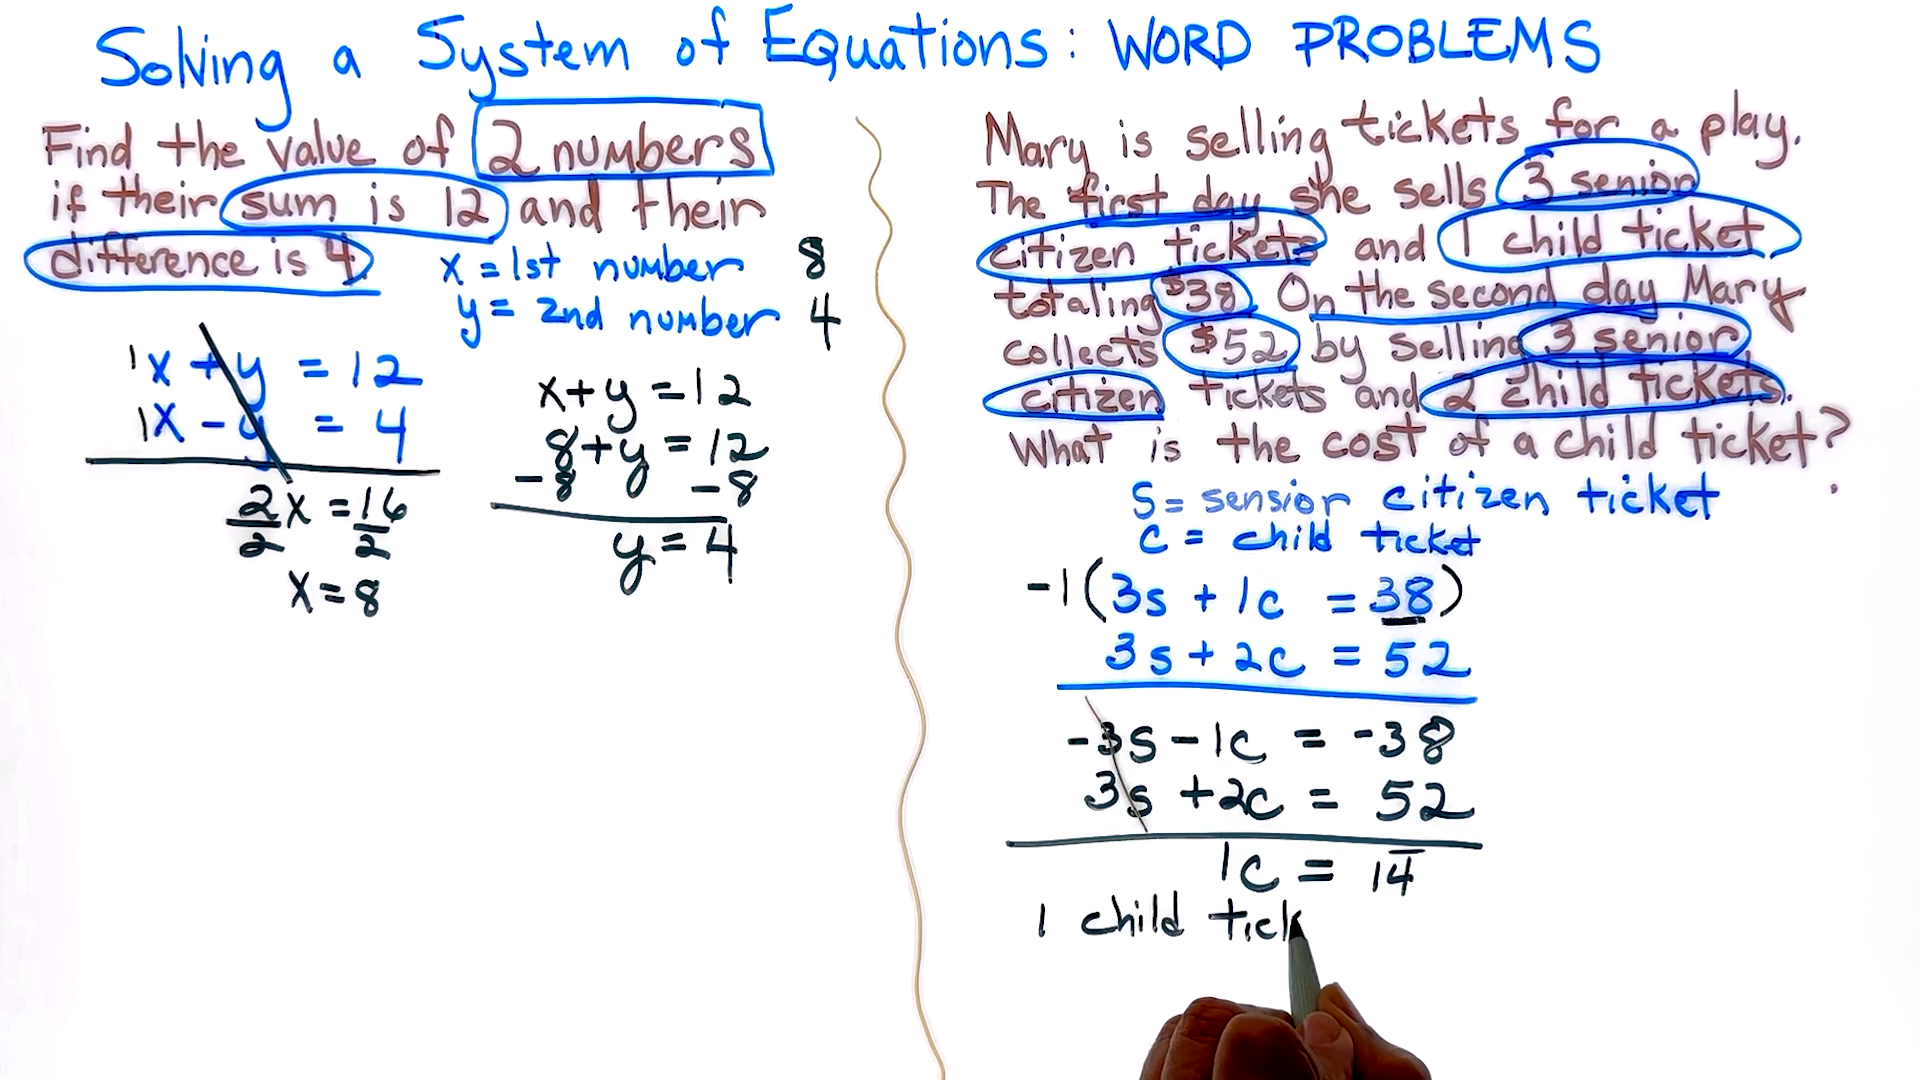 Solving a System of Equations: WORD PROBLEMS
Find the value of 2 numbers
if their sum is 12 and their
difference is 4
x = 1st number 8
y = 2nd number 4
1x + y = 12
1x - y = 4
2x = 16
2 2
x = 8
x + y = 12
8 + y = 12
-8 -8
y = 4
Mary is selling tickets for a play.
The first day she sells 3 senior
citizen tickets and 1 child ticket
totaling $38. On the second day Mary
collects $52 by selling 3 senior
citizen tickets and 2 child tickets.
What is the cost of a child ticket?
S = sensior citizen ticket
C = child ticket
-1(3s + 1c = 38)
3s + 2c = 52
-3s - 1c = -38
3s + 2c = 52
1c = 14
1 child tick